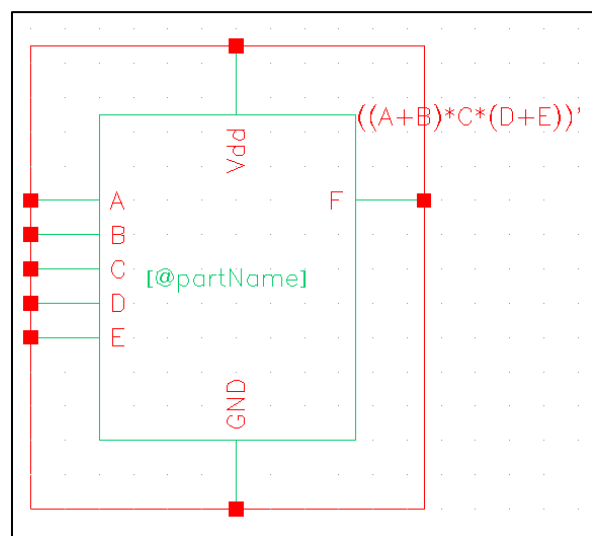 Vdd
((A+B)*C*(D+E))'
A
F
B
C
[@partName]
D
E
GND